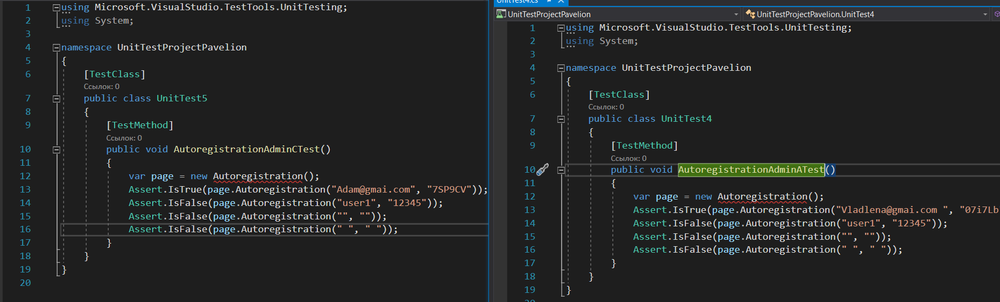 1 using Microsoft.VisualStudio.TestTools.UnitTesting;
2 using System;
3
4 namespace UnitTestProjectPavelion
5 {
6 [TestClass]
Ссылок: 0
7 public class UnitTest5
8 {
9 [TestMethod]
Ссылок: 0
10 public void AutoregistrationAdminCTest()
11 {
12 var page = new Autoregistration();
13 Assert.IsTrue(page.Autoregistration("Adam@gmai.com", "7SP9CV"));
14 Assert.IsFalse(page.Autoregistration("user1", "12345"));
15 Assert.IsFalse(page.Autoregistration("", ""));
16 Assert.IsFalse(page.Autoregistration(" ", " "));
17 }
18 }
19 }
20
UnitTest4.cs
UnitTestProjectPavelion
UnitTestProjectPavelion.UnitTest4
1 using Microsoft.VisualStudio.TestTools.UnitTesting;
2 using System;
3
4 namespace UnitTestProjectPavelion
5 {
6 [TestClass]
Ссылок: 0
7 public class UnitTest4
8 {
9 [TestMethod]
Ссылок: 0
10 public void AutoregistrationAdminATest()
11 {
12 var page = new Autoregistration();
13 Assert.IsTrue(page.Autoregistration("Vladlena@gmai.com ", "07i7Lb
14 Assert.IsFalse(page.Autoregistration("user1", "12345"));
15 Assert.IsFalse(page.Autoregistration("", ""));
16 Assert.IsFalse(page.Autoregistration(" ", " "));
17 }
18 }
19 }